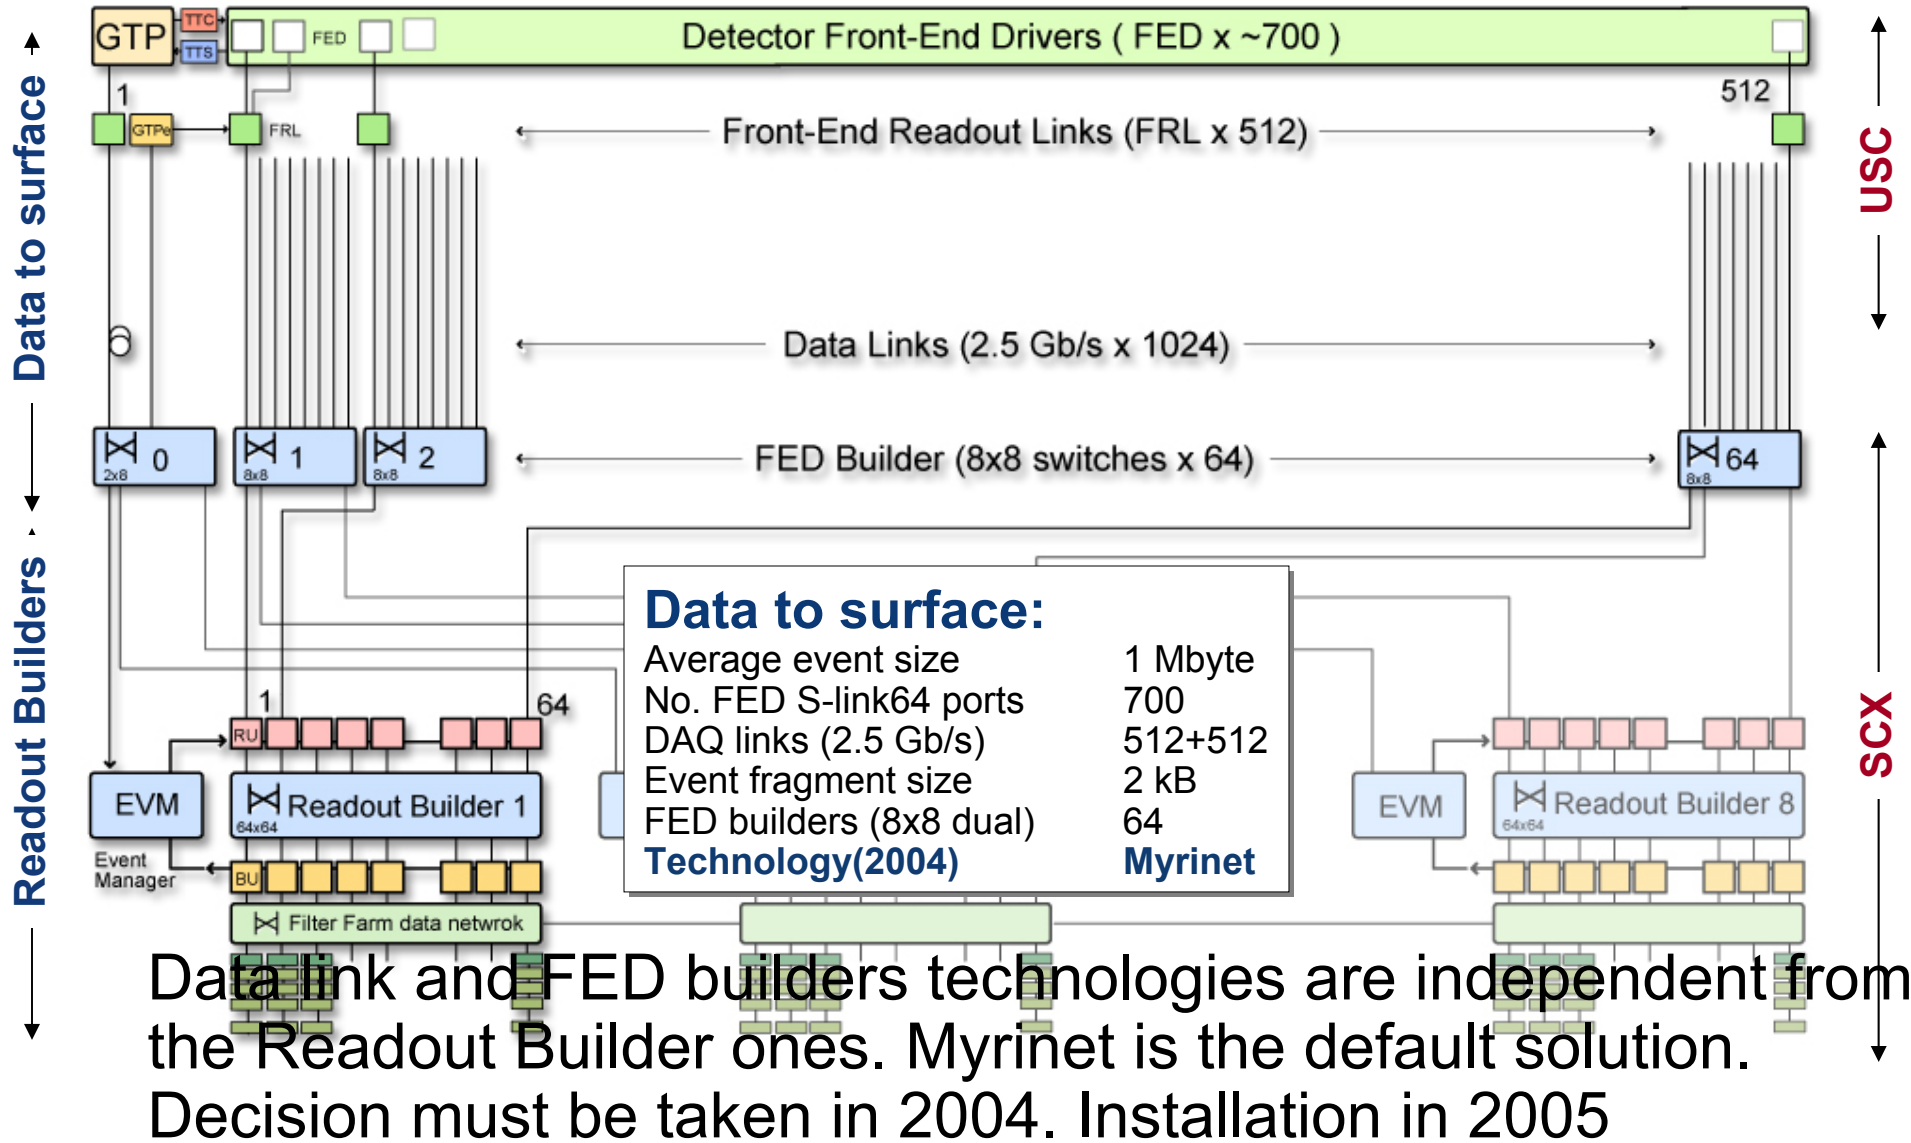 GTP
TTC
TTS
FED
Detector Front-End Drivers ( FED x ~700 )
1
512
GTPe
FRL
Front-End Readout Links (FRL x 512)
Data to surface
USC
Data Links (2.5 Gb/s x 1024)
0
2x8
1
8x8
2
8x8
FED Builder (8x8 switches x 64)
64
8x8
Readout Builders
SCX
Data to surface:
Average event size 1 Mbyte
No. FED S-link64 ports 700
DAQ links (2.5 Gb/s) 512+512
Event fragment size 2 kB
FED builders (8x8 dual) 64
Technology(2004) Myrinet
1
64
RU
EVM
Readout Builder 1
64x64
EVM
Readout Builder 8
64x64
Event
Manager
BU
Filter Farm data netwrok
Data link and FED builders technologies are independent from
the Readout Builder ones. Myrinet is the default solution.
Decision must be taken in 2004. Installation in 2005